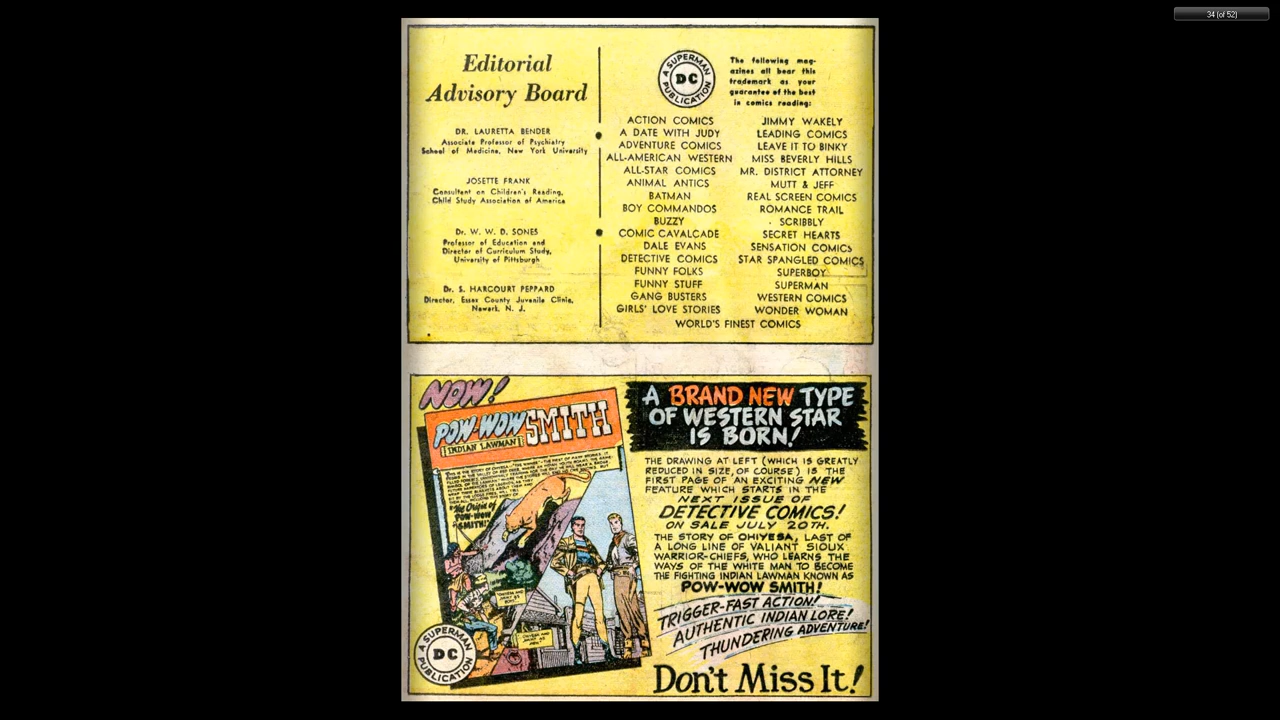 34 (of 52)
Editorial
Advisory Board
DR. LAURETTA BENDER
Associate Professor of Psychiatry
School of Medicine, New York University
JOSETTE FRANK
Consultant on Children's Reading,
Child Study Association of America
Dr. W. W. D. SONES
Professor of Education and
Director of Curriculum Study,
University of Pittsburgh
Dr. S. HARCOURT PEPPARD
Director, Essex County Juvenile Clinic,
Newark, N. J.
A SUPERMAN
DC
PUBLICATION
The following mag-
azines all bear this
trademark as your
guarantee of the best
in comics reading:
ACTION COMICS
A DATE WITH JUDY
ADVENTURE COMICS
ALL-AMERICAN WESTERN
ALL-STAR COMICS
ANIMAL ANTICS
BATMAN
BOY COMMANDOS
BUZZY
COMIC CAVALCADE
DALE EVANS
DETECTIVE COMICS
FUNNY FOLKS
FUNNY STUFF
GANG BUSTERS
GIRLS' LOVE STORIES
JIMMY WAKELY
LEADING COMICS
LEAVE IT TO BINKY
MISS BEVERLY HILLS
MR. DISTRICT ATTORNEY
MUTT & JEFF
REAL SCREEN COMICS
ROMANCE TRAIL
SCRIBBLY
SECRET HEARTS
SENSATION COMICS
STAR SPANGLED COMICS
SUPERBOY
SUPERMAN
WESTERN COMICS
WONDER WOMAN
WORLD'S FINEST COMICS
NOW!
POW-WOW SMITH
INDIAN LAWMAN
"The Origin of
POW-WOW
SMITH!"
A SUPERMAN
DC
PUBLICATION
A BRAND NEW TYPE
OF WESTERN STAR
IS BORN!
THE DRAWING AT LEFT (WHICH IS GREATLY
REDUCED IN SIZE, OF COURSE) IS THE
FIRST PAGE OF AN EXCITING NEW
FEATURE WHICH STARTS IN THE
NEXT ISSUE OF
DETECTIVE COMICS!
ON SALE JULY 20TH.
THE STORY OF OHIYESA, LAST OF
A LONG LINE OF VALIANT SIOUX
WARRIOR-CHIEFS, WHO LEARNS THE
WAYS OF THE WHITE MAN TO BECOME
THE FIGHTING INDIAN LAWMAN KNOWN AS
POW-WOW SMITH!
TRIGGER-FAST ACTION!
AUTHENTIC INDIAN LORE!
THUNDERING ADVENTURE!
Don't Miss It!